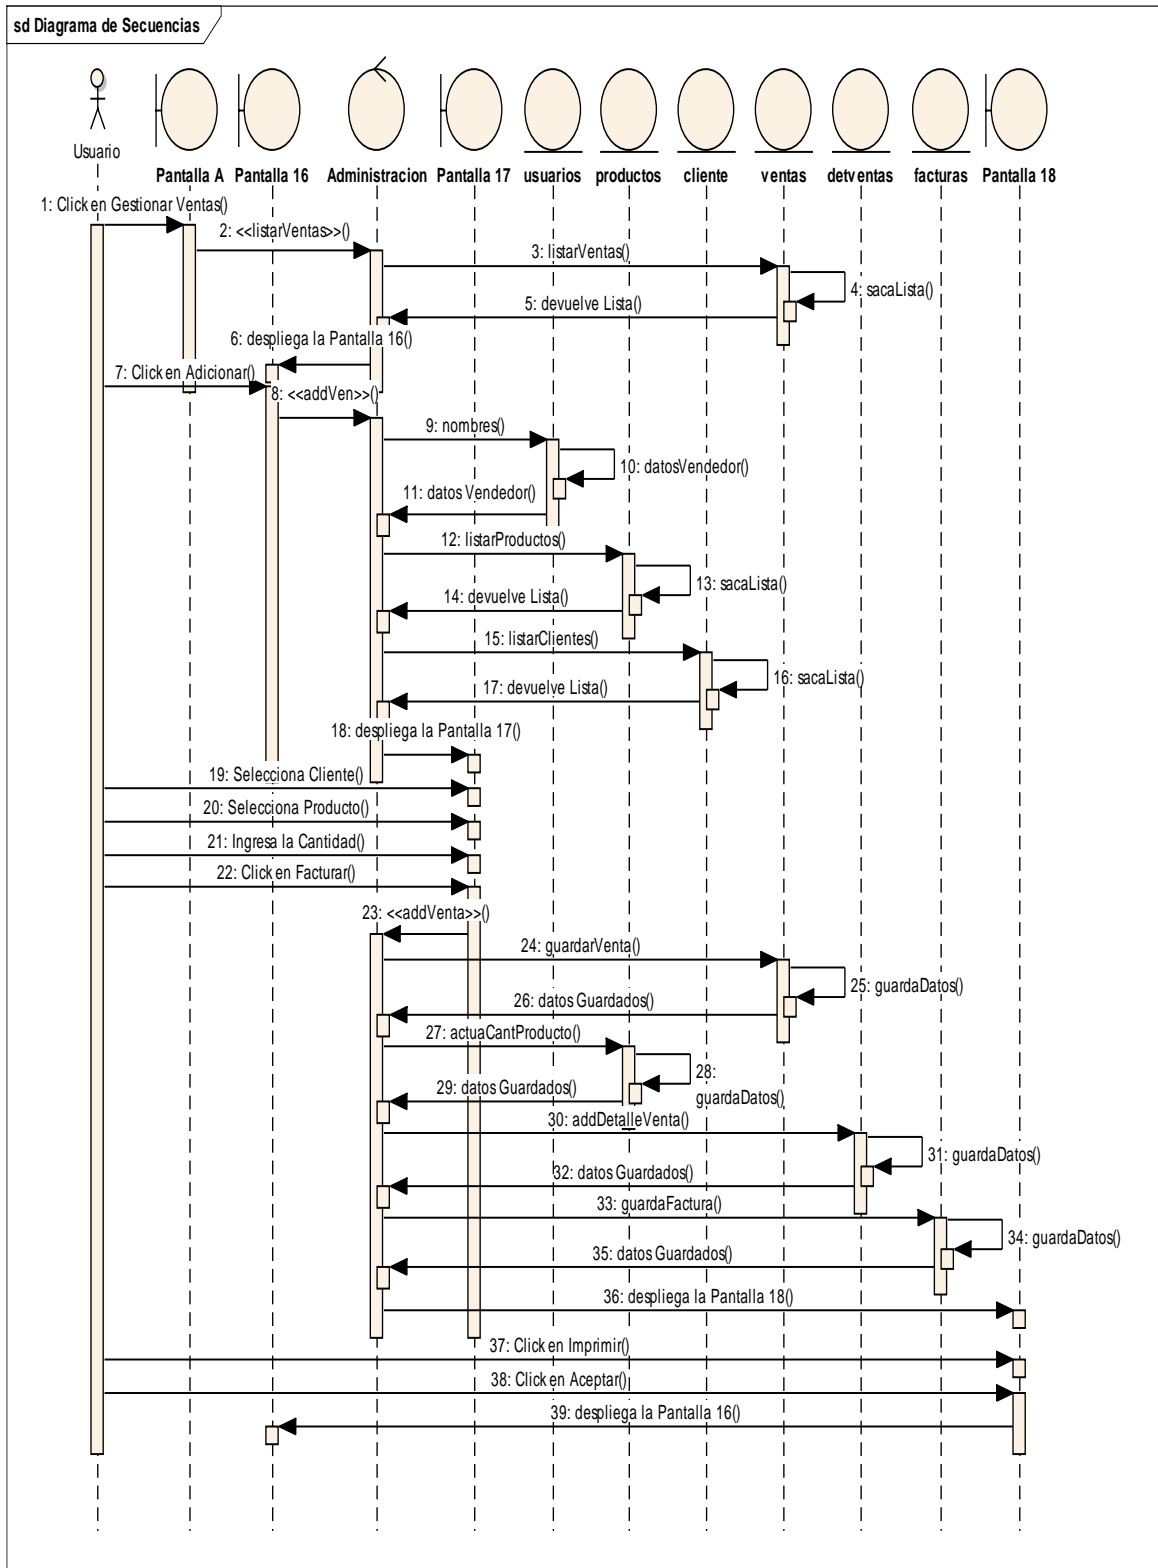 sd Diagrama de Secuencias
Usuario
Pantalla A
Pantalla 16
Administracion
Pantalla 17
usuarios
productos
cliente
ventas
detventas
facturas
Pantalla 18
1: Click en Gestionar Ventas()
2: <<listarVentas>>()
3: listarVentas()
4: sacaLista()
5: devuelve Lista()
6: despliega la Pantalla 16()
7: Click en Adicionar()
8: <<addVen>>()
9: nombres()
10: datosVendedor()
11: datos Vendedor()
12: listarProductos()
13: sacaLista()
14: devuelve Lista()
15: listarClientes()
16: sacaLista()
17: devuelve Lista()
18: despliega la Pantalla 17()
19: Selecciona Cliente()
20: Selecciona Producto()
21: Ingresa la Cantidad()
22: Click en Facturar()
23: <<addVenta>>()
24: guardarVenta()
25: guardaDatos()
26: datos Guardados()
27: actuaCantProducto()
28:
guardaDatos()
29: datos Guardados()
30: addDetalleVenta()
31: guardaDatos()
32: datos Guardados()
33: guardaFactura()
34: guardaDatos()
35: datos Guardados()
36: despliega la Pantalla 18()
37: Click en Imprimir()
38: Click en Aceptar()
39: despliega la Pantalla 16()